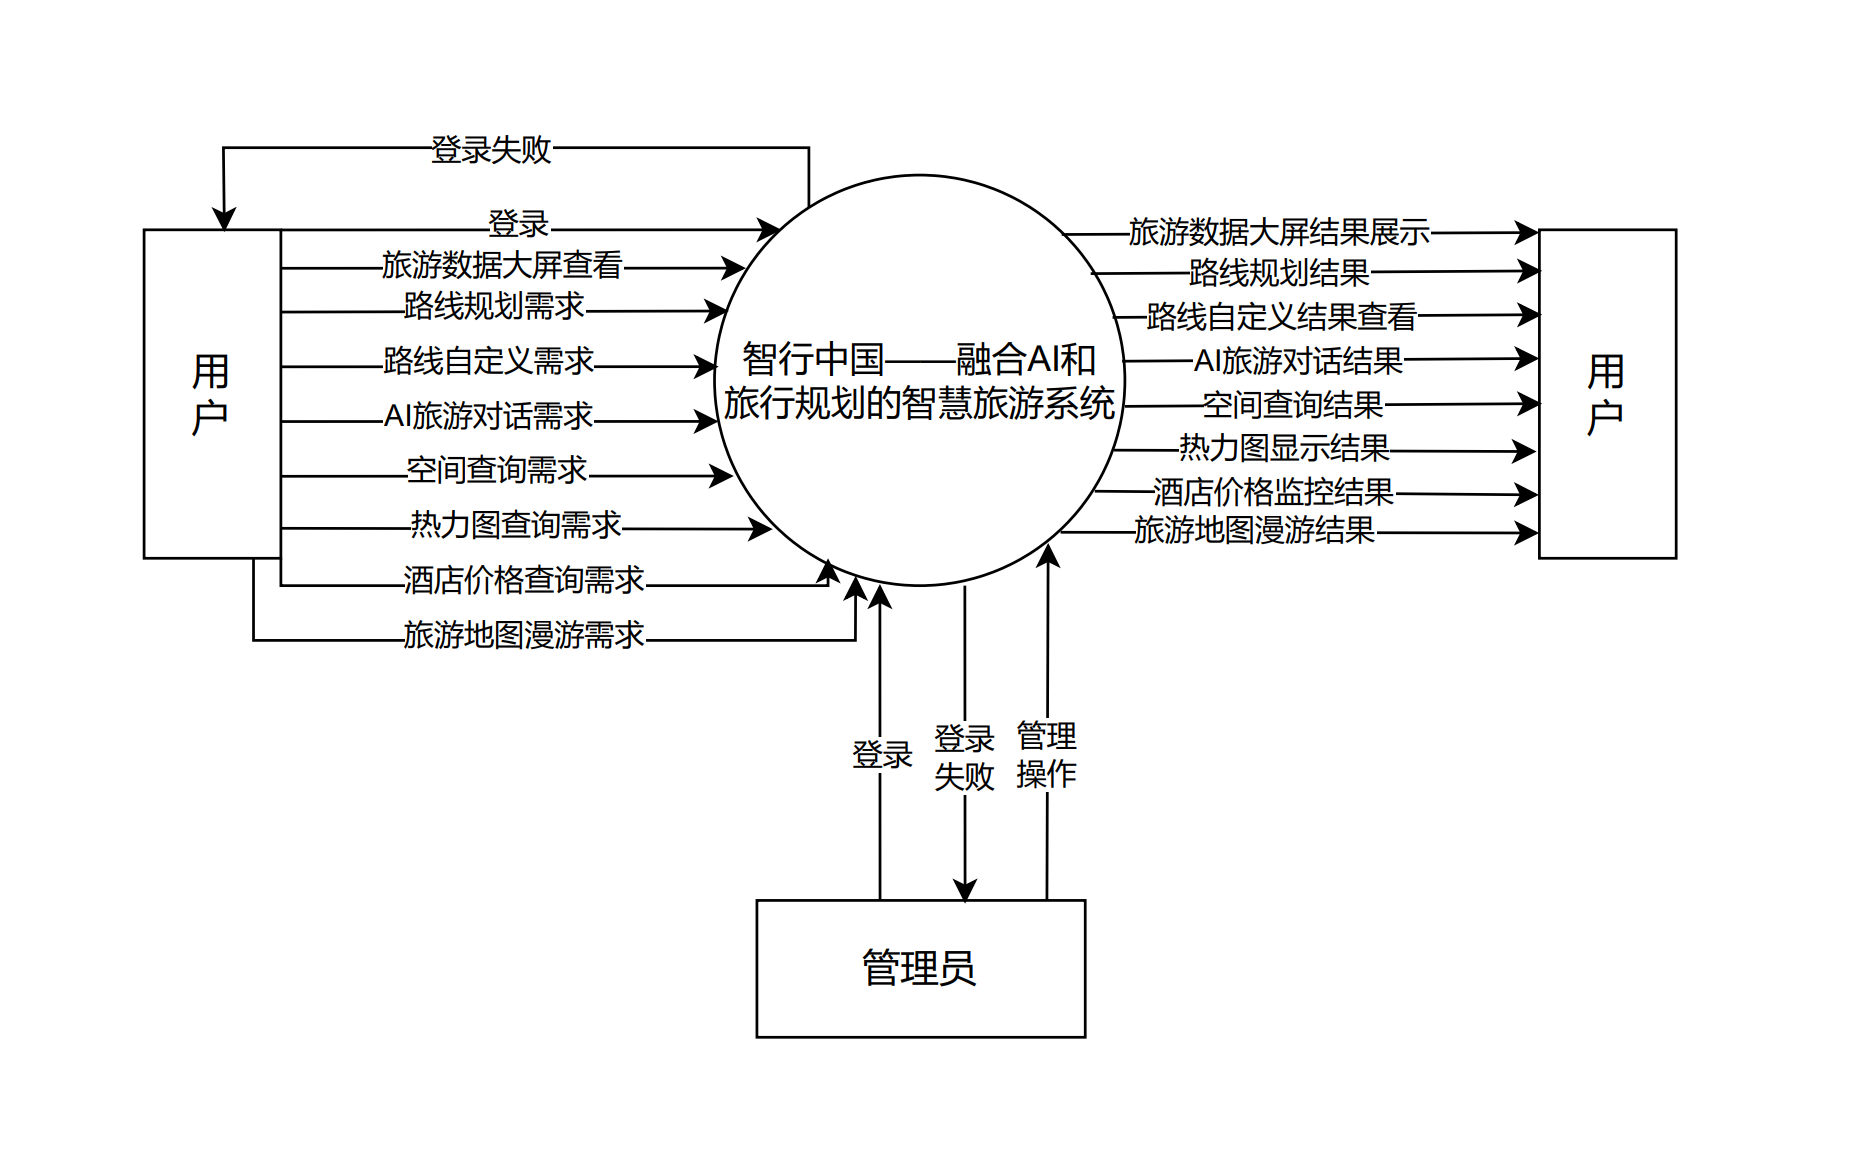 登录失败
登录
旅游数据大屏查看
路线规划需求
路线自定义需求
AI旅游对话需求
空间查询需求
热力图查询需求
酒店价格查询需求
旅游地图漫游需求
用
户
智行中国——融合AI和
旅行规划的智慧旅游系统
旅游数据大屏结果展示
路线规划结果
路线自定义结果查看
AI旅游对话结果
空间查询结果
热力图显示结果
酒店价格监控结果
旅游地图漫游结果
用
户
登录
登录
失败
管理
操作
管理员